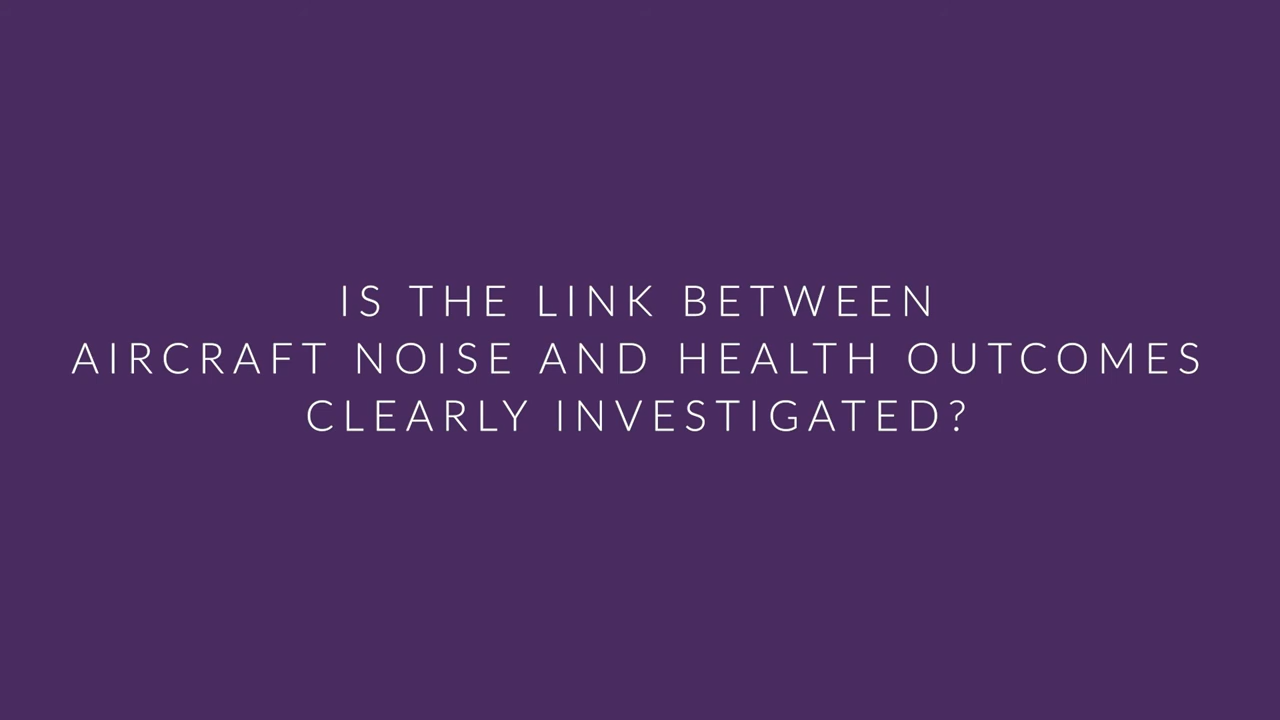 IS THE LINK BETWEEN
AIRCRAFT NOISE AND HEALTH OUTCOMES
CLEARLY INVESTIGATED?